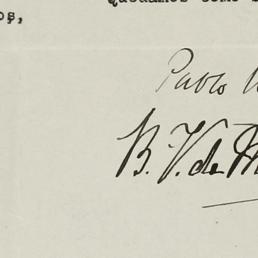 Quedamos como
os,
Pablo
B. V. de